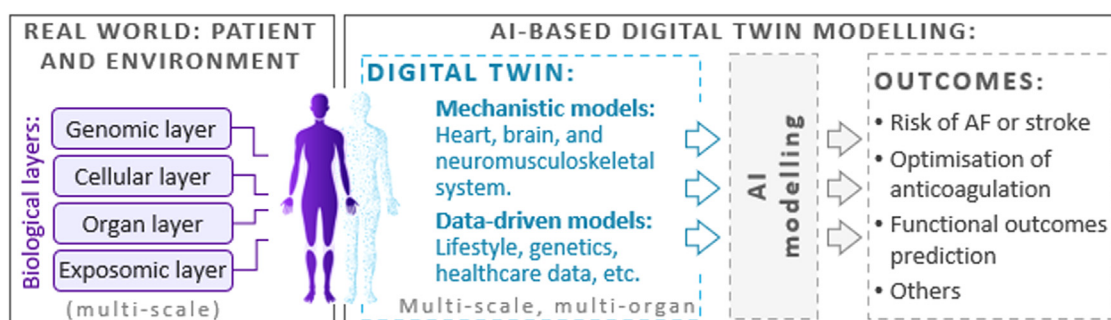 REAL WORLD: PATIENT
AND ENVIRONMENT
Biological layers:
Genomic layer
Cellular layer
Organ layer
Exposomic layer
(multi-scale)
AI-BASED DIGITAL TWIN MODELLING:
DIGITAL TWIN:
Mechanistic models:
Heart, brain, and
neuromusculoskeletal
system.
Data-driven models:
Lifestyle, genetics,
healthcare data, etc.
Multi-scale, multi-organ
AI
modelling
OUTCOMES:
• Risk of AF or stroke
• Optimisation of
anticoagulation
• Functional outcomes
prediction
• Others